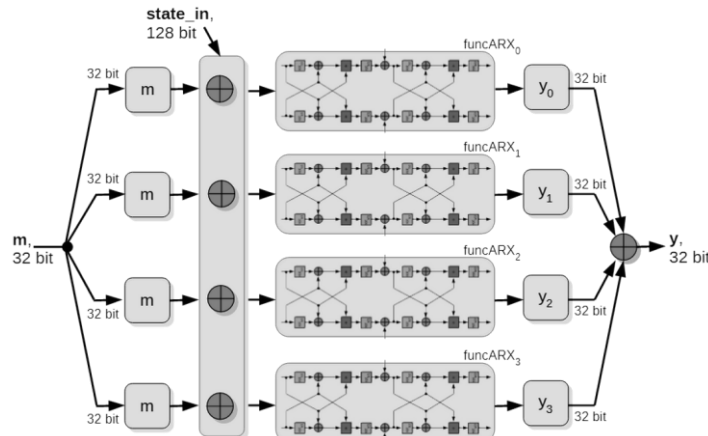 state_in,
128 bit
funcARX0
32 bit
m
y0
32 bit
funcARX1
32 bit
m
y1
32 bit
m,
32 bit
y,
32 bit
funcARX2
32 bit
m
y2
32 bit
funcARX3
32 bit
m
y3
32 bit